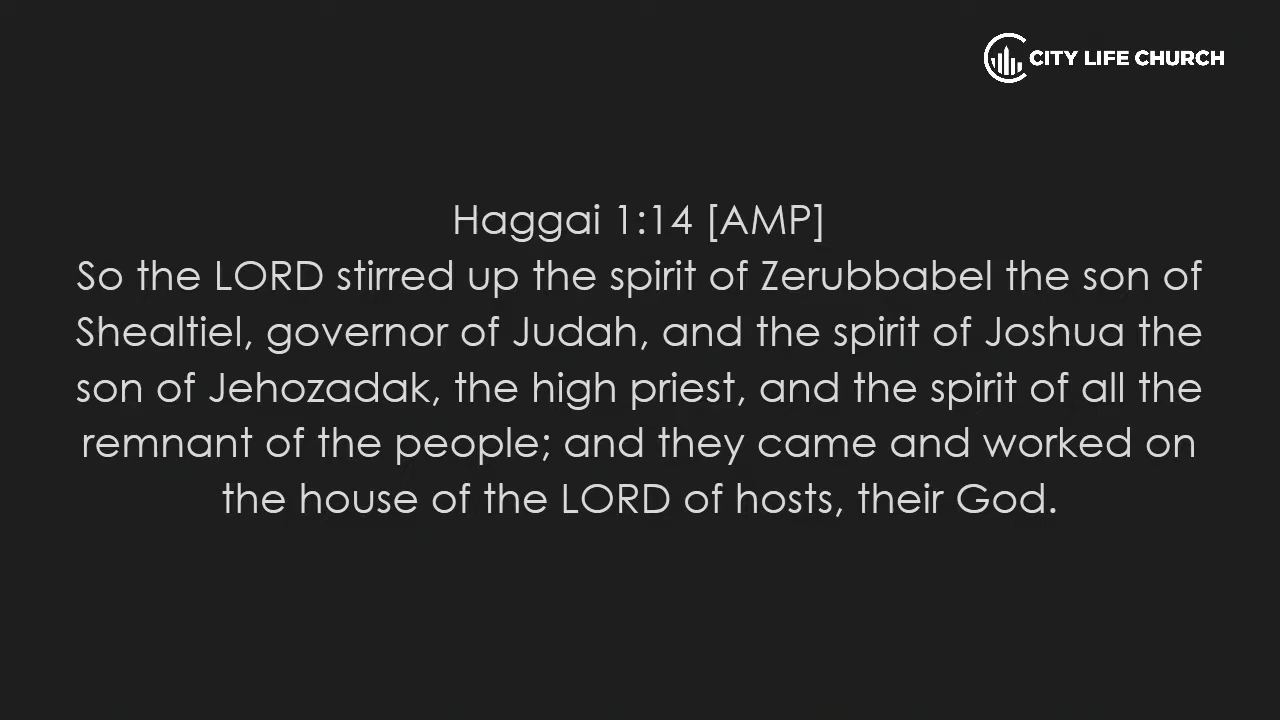 CITY LIFE CHURCH
Haggai 1:14 [AMP]
So the LORD stirred up the spirit of Zerubbabel the son of
Shealtiel, governor of Judah, and the spirit of Joshua the
son of Jehozadak, the high priest, and the spirit of all the
remnant of the people; and they came and worked on
the house of the LORD of hosts, their God.